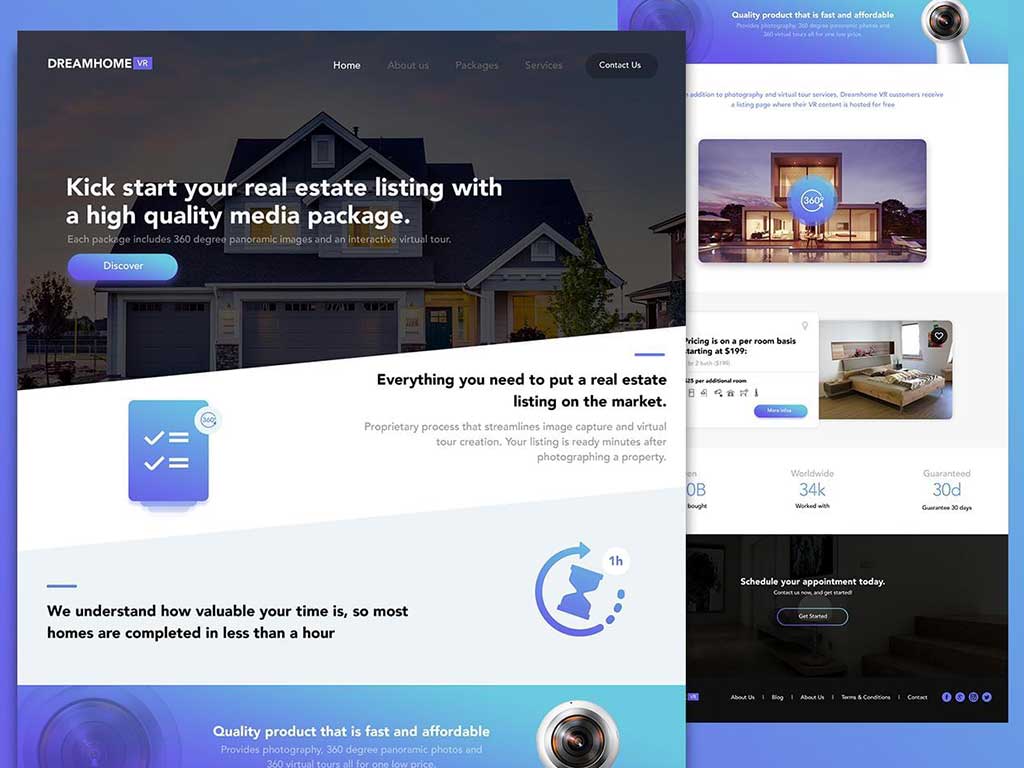 DREAMHOME VR
Home
About us
Packages
Services
Contact Us
Kick start your real estate listing with
a high quality media package.
Each package includes 360 degree panoramic images and an interactive virtual tour.
Discover
Everything you need to put a real estate
listing on the market.
Proprietary process that streamlines image capture and virtual
tour creation. Your listing is ready minutes after
photographing a property.
360°
1h
We understand how valuable your time is, so most
homes are completed in less than a hour
Quality product that is fast and affordable
Provides photography, 360 degree panoramic photos and
360 virtual tours all for one low price.
Quality product that is fast and affordable
Provides photography, 360 degree panoramic photos and
360 virtual tours all for one low price.
addition to photography and virtual tour services, Dreamhome VR customers receive
a listing page where their VR content is hosted for free
360°
Pricing is on a per room basis
starting at $199:
br 2 bath ($199)
$25 per additional room
More Infos
0B
bought
Worldwide
34k
Worked with
Guaranteed
30d
Guarantee 30 days
Schedule your appointment today.
Contact us now, and get started!
Get Started
VR
About Us | Blog | About Us | Terms & Conditions | Contact